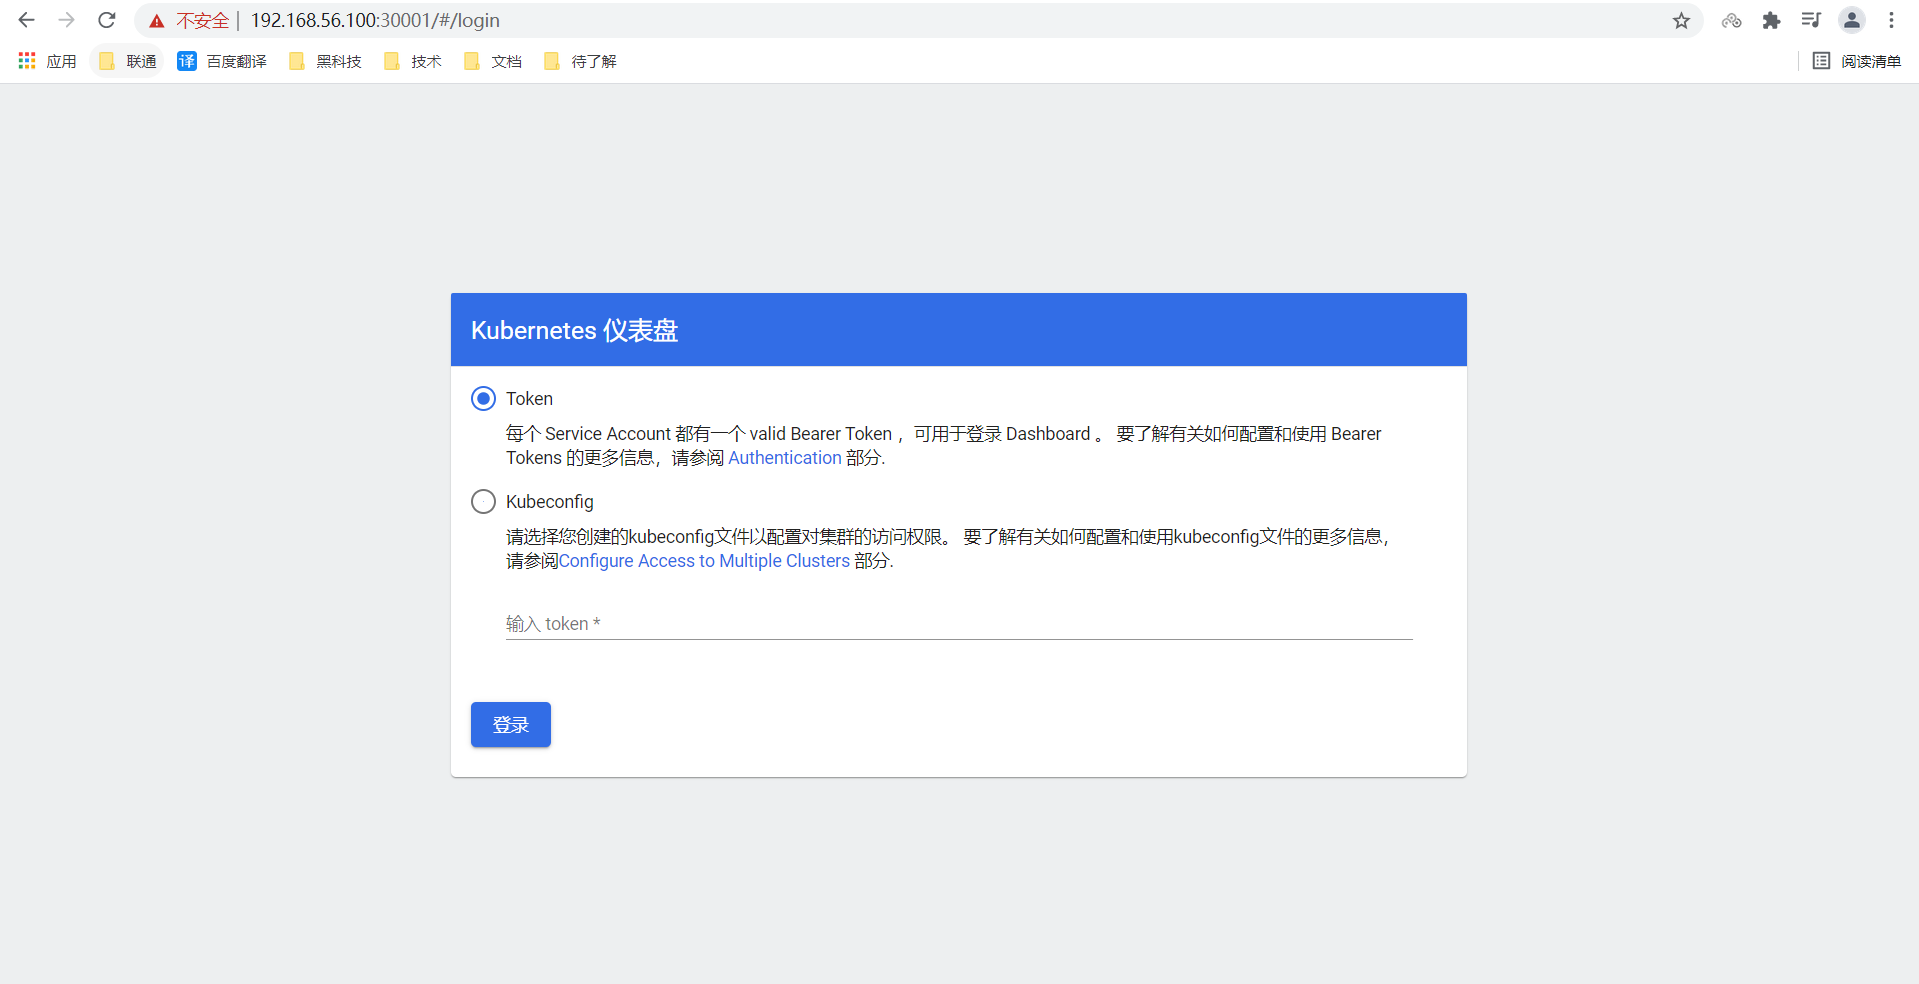 不安全 192.168.56.100:30001/#/login
应用 联通 译 百度翻译 黑科技 技术 文档 待了解 阅读清单
Kubernetes 仪表盘
Token
每个 Service Account 都有一个 valid Bearer Token ，可用于登录 Dashboard 。 要了解有关如何配置和使用 Bearer
Tokens 的更多信息，请参阅 Authentication 部分.
Kubeconfig
请选择您创建的kubeconfig文件以配置对集群的访问权限。 要了解有关如何配置和使用kubeconfig文件的更多信息，
请参阅Configure Access to Multiple Clusters 部分.
输入 token *
登录